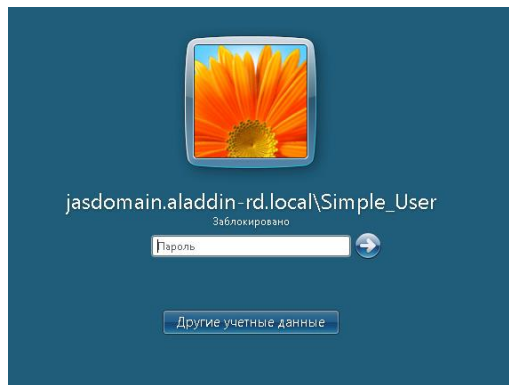 jasdomain.aladdin-rd.local\Simple_User
Заблокировано
Пароль
Другие учетные данные